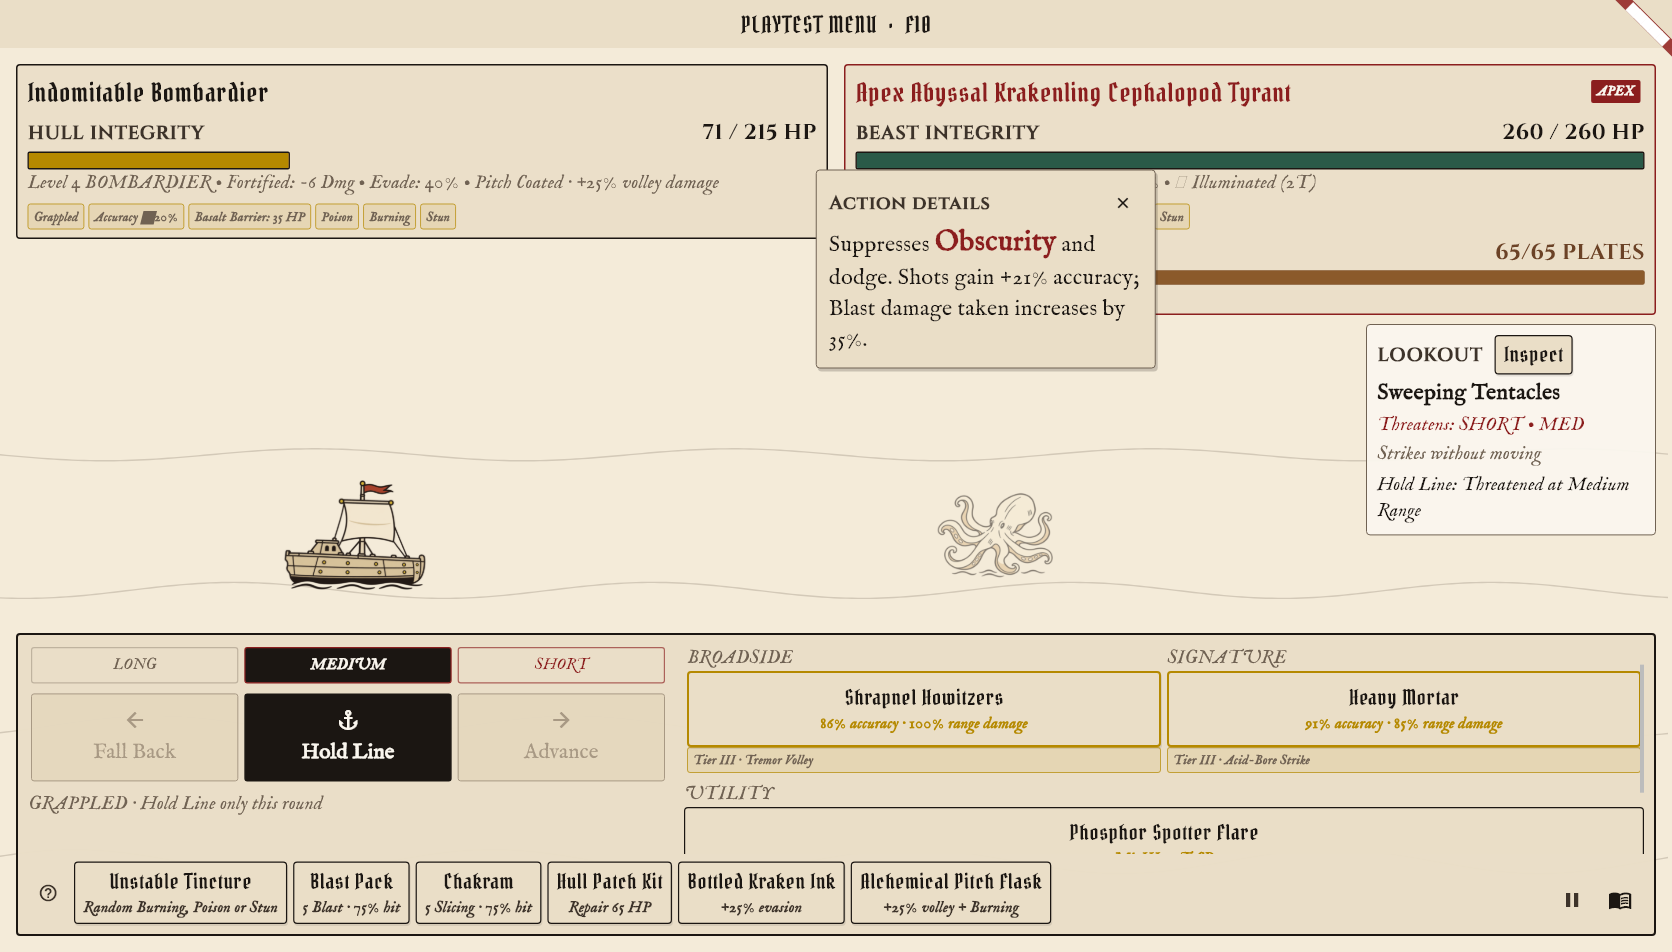 PLAYTEST MENU · F10
Indomitable Bombardier
HULL INTEGRITY
71 / 215 HP
Level 4 BOMBARDIER • Fortified: -6 Dmg • Evade: 40% • Pitch Coated · +25% volley damage
Grappled
Accuracy 20%
Basalt Barrier: 35 HP
Poison
Burning
Stun
Apex Abyssal Krakenling Cephalopod Tyrant
APEX
BEAST INTEGRITY
260 / 260 HP
• Illuminated (2T)
Stun
65/65 PLATES
ACTION DETAILS
×
Suppresses Obscurity and
dodge. Shots gain +21% accuracy;
Blast damage taken increases by
35%.
LOOKOUT
Inspect
Sweeping Tentacles
Threatens: SHORT • MED
Strikes without moving
Hold Line: Threatened at Medium
Range
LONG
MEDIUM
SHORT
← Fall Back
Hold Line
→ Advance
GRAPPLED · Hold Line only this round
BROADSIDE
Shrapnel Howitzers
86% accuracy · 100% range damage
Tier III · Tremor Volley
SIGNATURE
Heavy Mortar
91% accuracy · 85% range damage
Tier III · Acid-Bore Strike
UTILITY
Phosphor Spotter Flare
?
Unstable Tincture
Random Burning, Poison or Stun
Blast Pack
5 Blast · 75% hit
Chakram
5 Slicing · 75% hit
Hull Patch Kit
Repair 65 HP
Bottled Kraken Ink
+25% evasion
Alchemical Pitch Flask
+25% volley + Burning